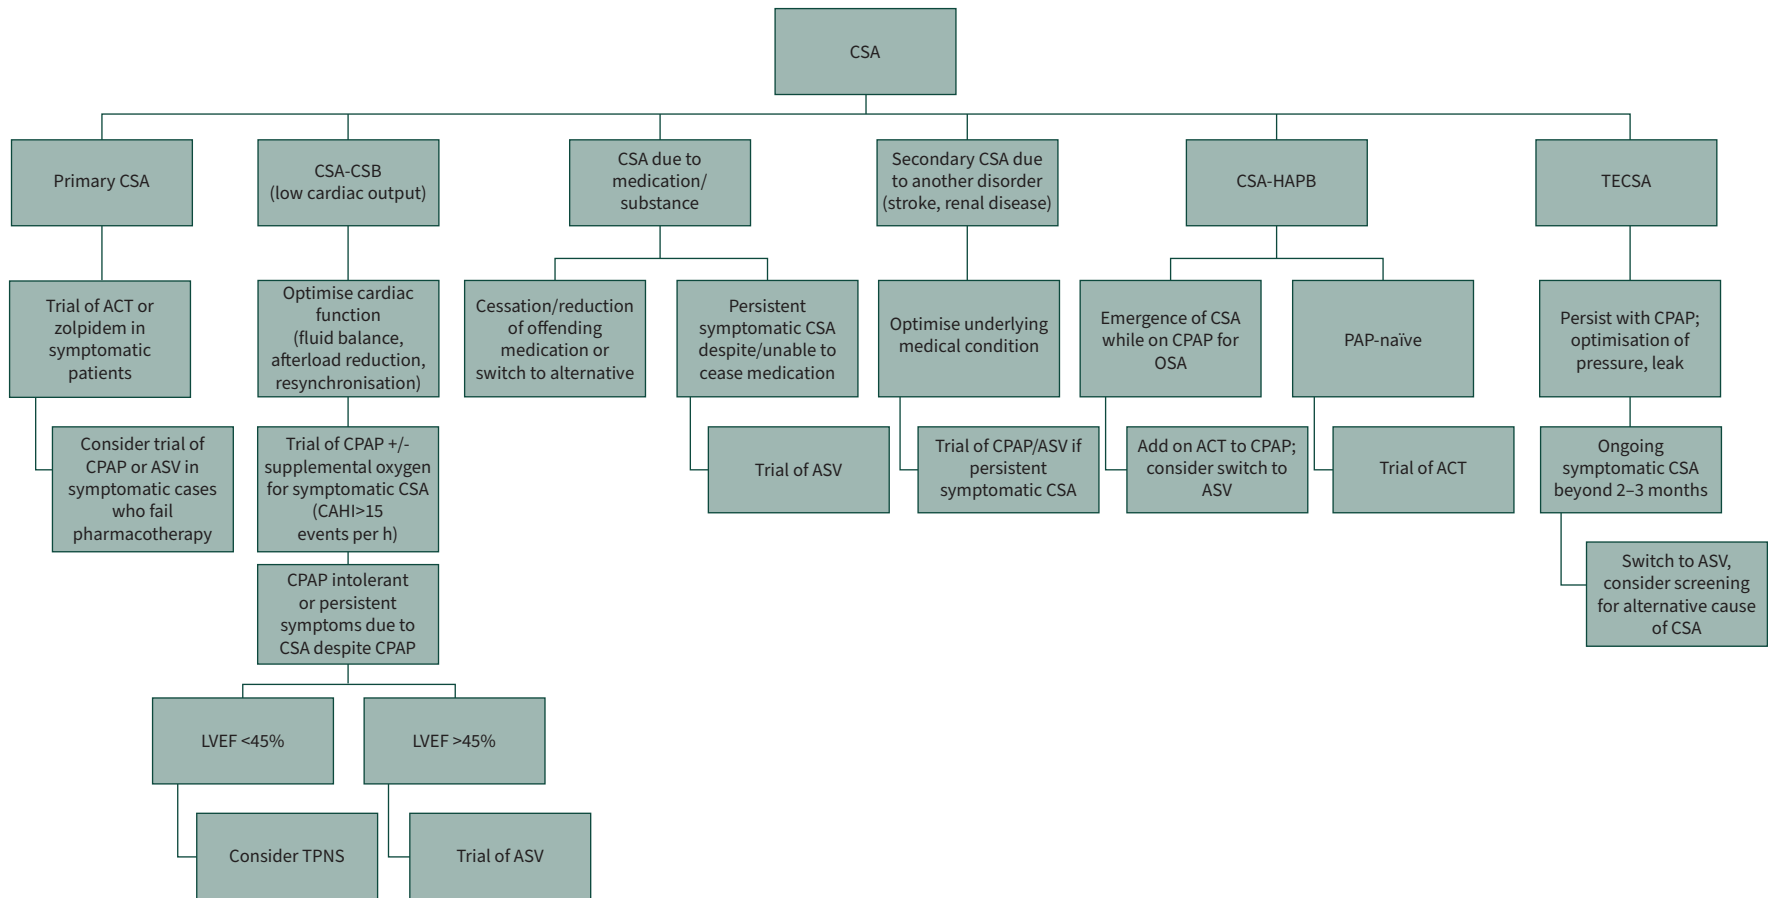 CSA
Primary CSA
CSA-CSB
(low cardiac output)
CSA due to
medication/
substance
Secondary CSA due
to another disorder
(stroke, renal disease)
CSA-HAPB
TECSA
Trial of ACT or
zolpidem in
symptomatic
patients
Optimise cardiac
function
(fluid balance,
afterload reduction,
resynchronisation)
Cessation/reduction
of offending
medication or
switch to alternative
Persistent
symptomatic CSA
despite/unable to
cease medication
Optimise underlying
medical condition
Emergence of CSA
while on CPAP for
OSA
PAP-naïve
Persist with CPAP;
optimisation of
pressure, leak
Consider trial of
CPAP or ASV in
symptomatic cases
who fail
pharmacotherapy
Trial of CPAP +/-
supplemental oxygen
for symptomatic CSA
(CAHI>15
events per h)
Trial of ASV
Trial of CPAP/ASV if
persistent
symptomatic CSA
Add on ACT to CPAP;
consider switch to
ASV
Trial of ACT
Ongoing
symptomatic CSA
beyond 2–3 months
CPAP intolerant
or persistent
symptoms due to
CSA despite CPAP
Switch to ASV,
consider screening
for alternative cause
of CSA
LVEF <45%
LVEF >45%
Consider TPNS
Trial of ASV